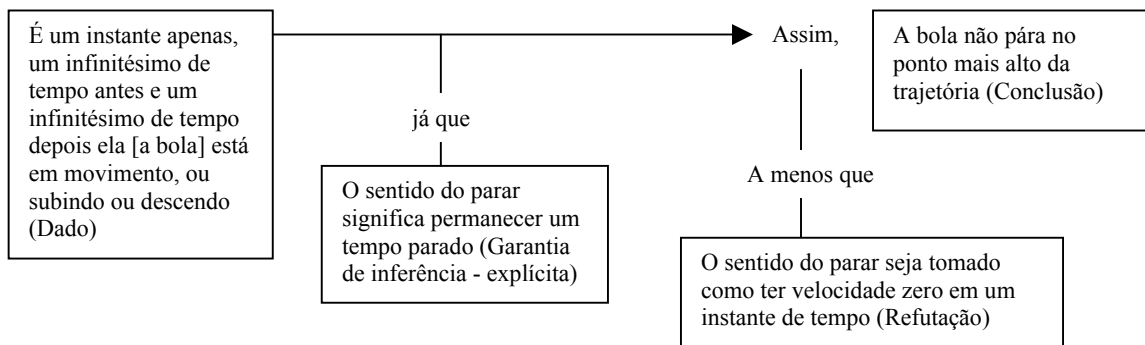 É um instante apenas,
um infinitésimo de
tempo antes e um
infinitésimo de tempo
depois ela [a bola] está
em movimento, ou
subindo ou descendo
(Dado)
já que
O sentido do parar
significa permanecer um
tempo parado (Garantia
de inferência - explícita)
Assim,
A bola não pára no
ponto mais alto da
trajetória (Conclusão)
A menos que
O sentido do parar seja tomado
como ter velocidade zero em um
instante de tempo (Refutação)